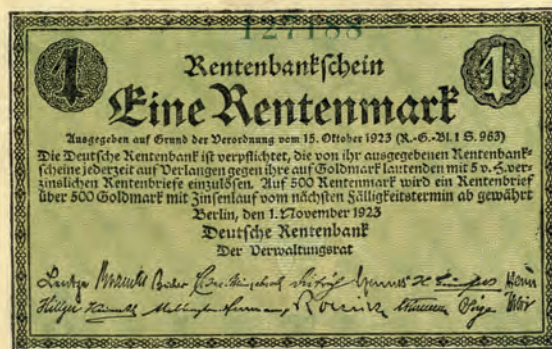 127188
1 Rentenbankschein 1
Eine Rentenmark
Ausgegeben auf Grund der Verordnung vom 15. Oktober 1923 (R.-G.-Bl. I S. 963)
Die Deutsche Rentenbank ist verpflichtet, die von ihr ausgegebenen Rentenbank-
scheine jederzeit auf Verlangen gegen ihre auf Goldmark lautenden mit 5 v. H. ver-
zinslichen Rentenbriefe einzulösen. Auf 500 Rentenmark wird ein Rentenbrief
über 500 Goldmark mit Zinsenlauf vom nächsten Fälligkeitstermin ab gewährt
Berlin, den 1. November 1923
Deutsche Rentenbank
Der Verwaltungsrat